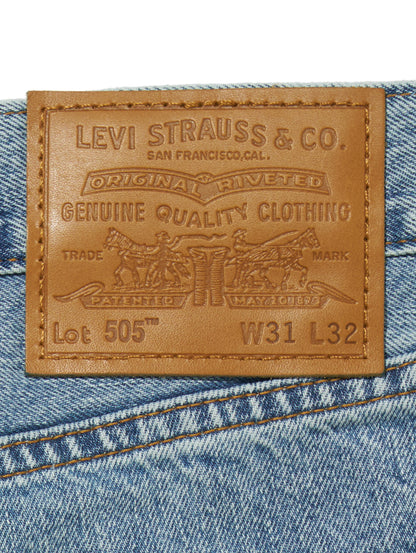 LEVI STRAUSS & CO.
SAN FRANCISCO, CAL.
ORIGINAL RIVETED
GENUINE QUALITY CLOTHING
TRADE MARK
PATENTED MAY 20 1873
Lot 505™ W31 L32